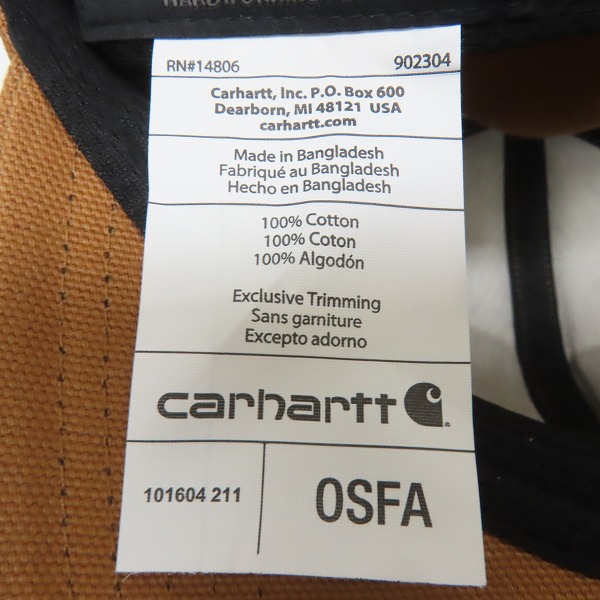 RN#14806 902304
Carhartt, Inc. P.O. Box 600
Dearborn, MI 48121 USA
carhartt.com
Made in Bangladesh
Fabriqué au Bangladesh
Hecho en Bangladesh
100% Cotton
100% Coton
100% Algodón
Exclusive Trimming
Sans garniture
Excepto adorno
carhartt
101604 211 OSFA